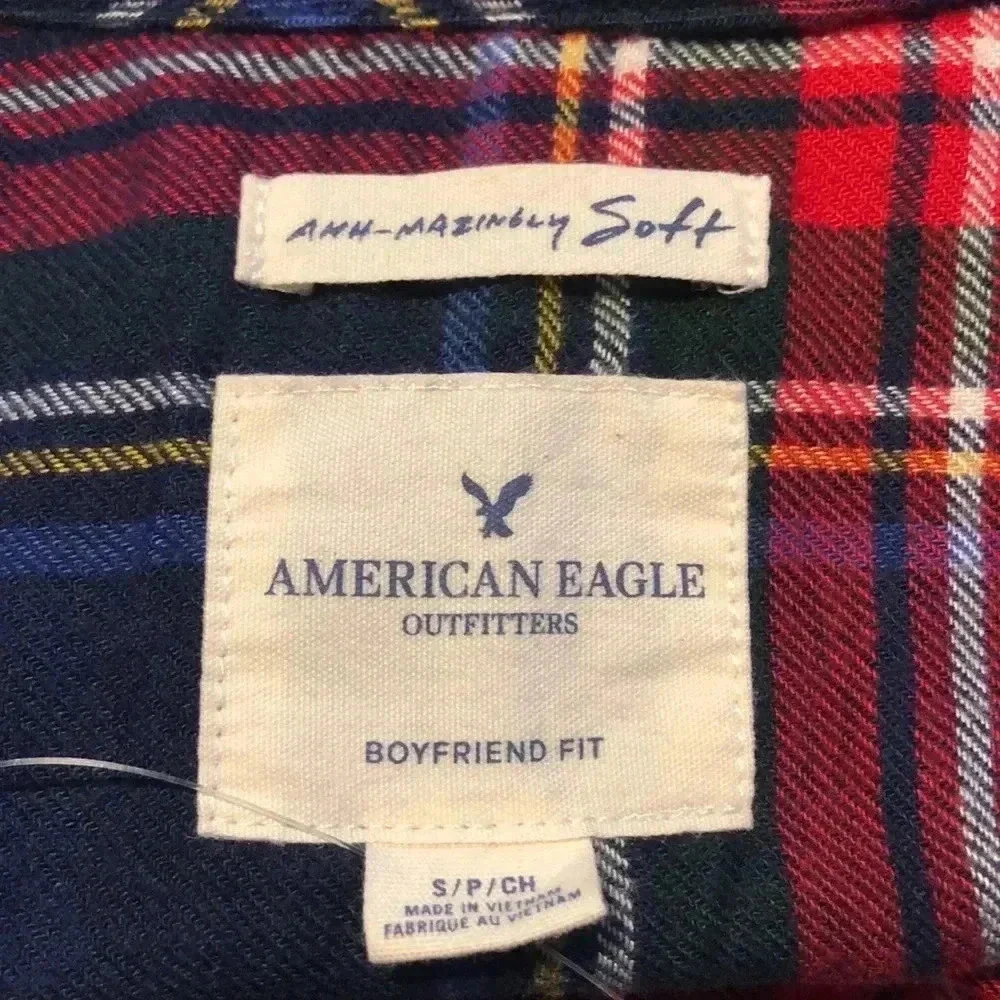 AHH-MAZINGLY Soft
AMERICAN EAGLE
OUTFITTERS
BOYFRIEND FIT
S/P/CH
MADE IN VIETNAM
FABRIQUE AU VIETNAM